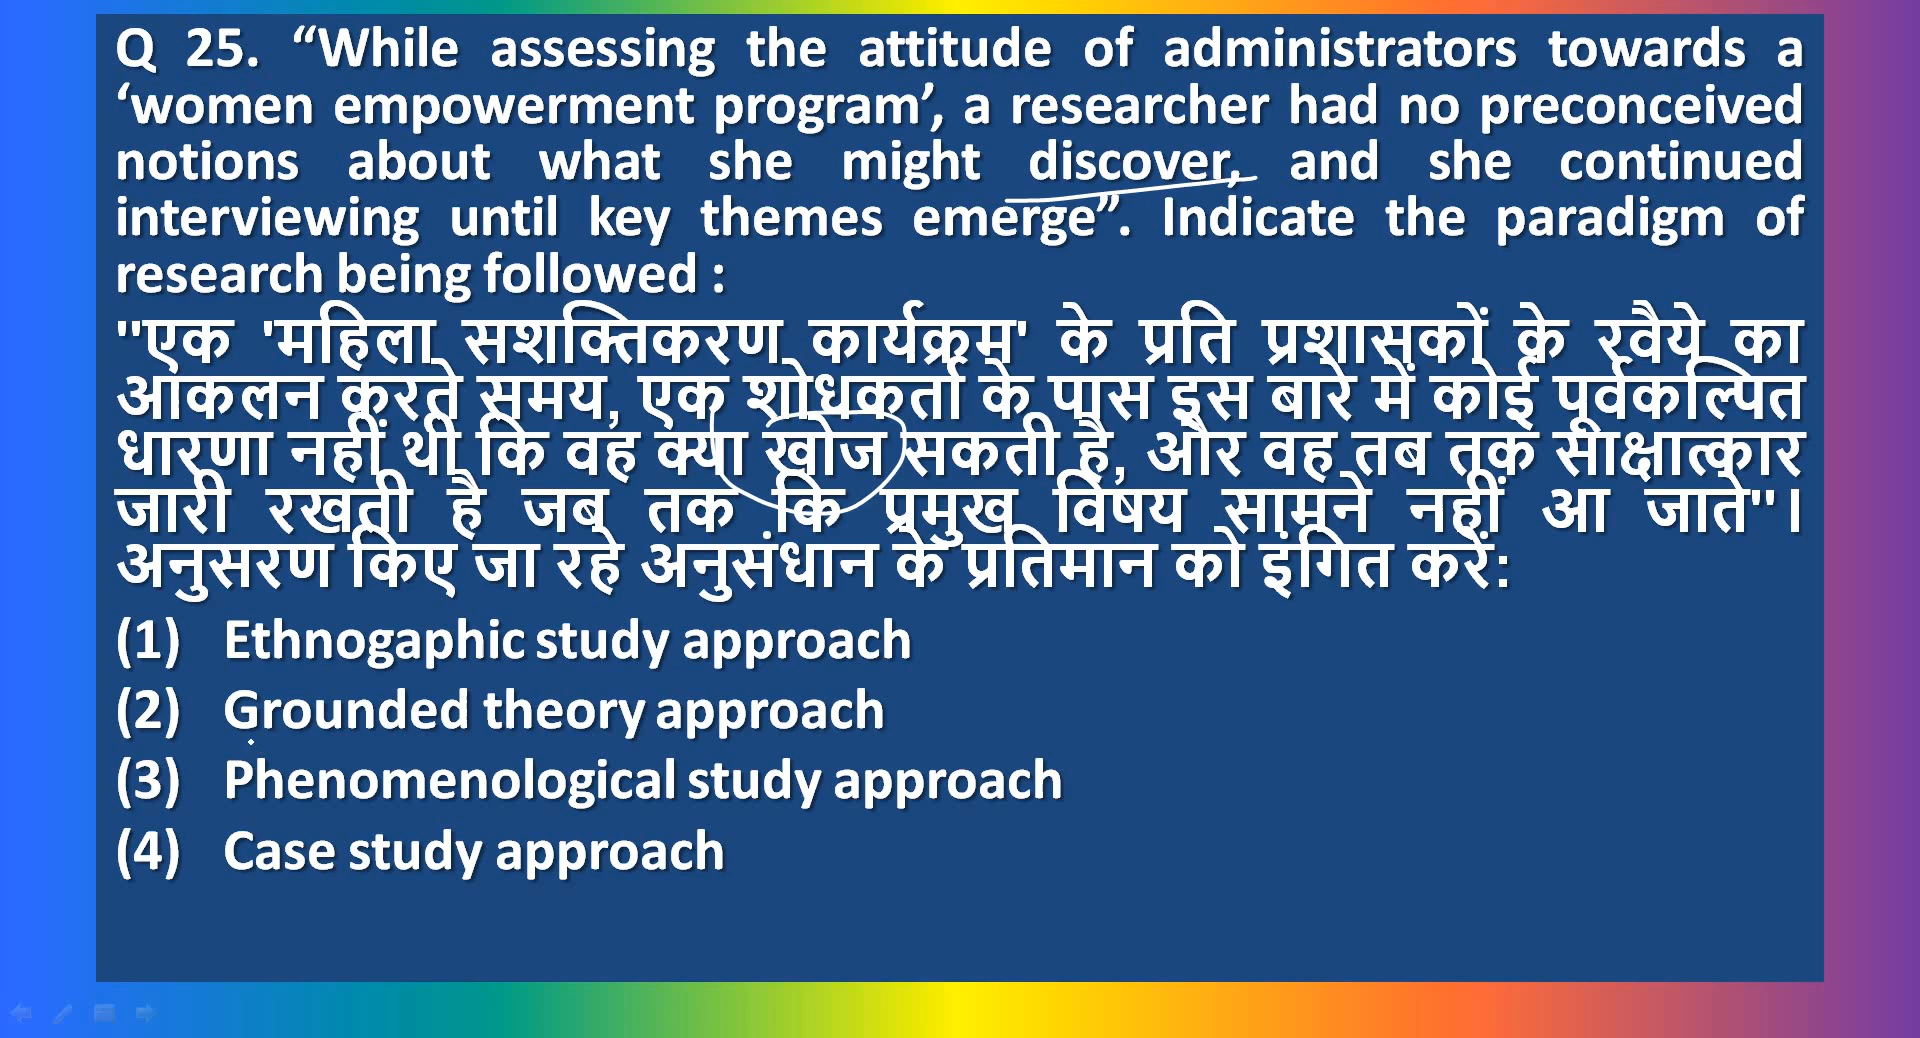 Q 25. “While assessing the attitude of administrators towards a
‘women empowerment program’, a researcher had no preconceived
notions about what she might discover, and she continued
interviewing until key themes emerge”. Indicate the paradigm of
research being followed :
"एक 'महिला सशक्तिकरण कार्यक्रम' के प्रति प्रशासकों के रवैये का
आकलन करते समय, एक शोधकर्ता के पास इस बारे में कोई पूर्वकल्पित
धारणा नहीं थी कि वह क्या खोज सकती है, और वह तब तक साक्षात्कार
जारी रखती है जब तक कि प्रमुख विषय सामने नहीं आ जाते"।
अनुसरण किए जा रहे अनुसंधान के प्रतिमान को इंगित करें:
(1) Ethnogaphic study approach
(2) Grounded theory approach
(3) Phenomenological study approach
(4) Case study approach